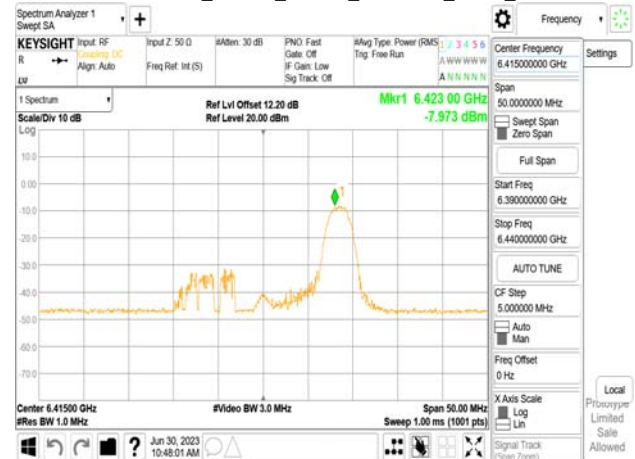 Spectrum Analyzer 1
Swept SA
Frequency
KEYSIGHT
R
Input: RF
Coupling: DC
Align: Auto
Input Z: 50 Ω
Freq Ref: Int (S)
#Atten: 30 dB
PNO: Fast
Gate: Off
IF Gain: Low
Sig Track: Off
#Avg Type: Power (RMS
Trig: Free Run
1 2 3 4 5 6
A W W W W W
A N N N N N
1 Spectrum
Scale/Div 10 dB
Log
Ref Lvl Offset 12.20 dB
Ref Level 20.00 dBm
Mkr1 6.423 00 GHz
-7.973 dBm
1
10.0
0.00
-10.0
-20.0
-30.0
-40.0
-50.0
-60.0
-70.0
Center 6.41500 GHz
#Res BW 1.0 MHz
#Video BW 3.0 MHz
Span 50.00 MHz
Sweep 1.00 ms (1001 pts)
Jun 30, 2023
10:48:01 AM
Center Frequency
6.415000000 GHz
Settings
Span
50.0000000 MHz
Swept Span
Zero Span
Full Span
Start Freq
6.390000000 GHz
Stop Freq
6.440000000 GHz
AUTO TUNE
CF Step
5.000000 MHz
Auto
Man
Freq Offset
0 Hz
X Axis Scale
Log
Lin
Signal Track
(Span Zoom)
Local
Prototype
Limited
Sale
Allowed